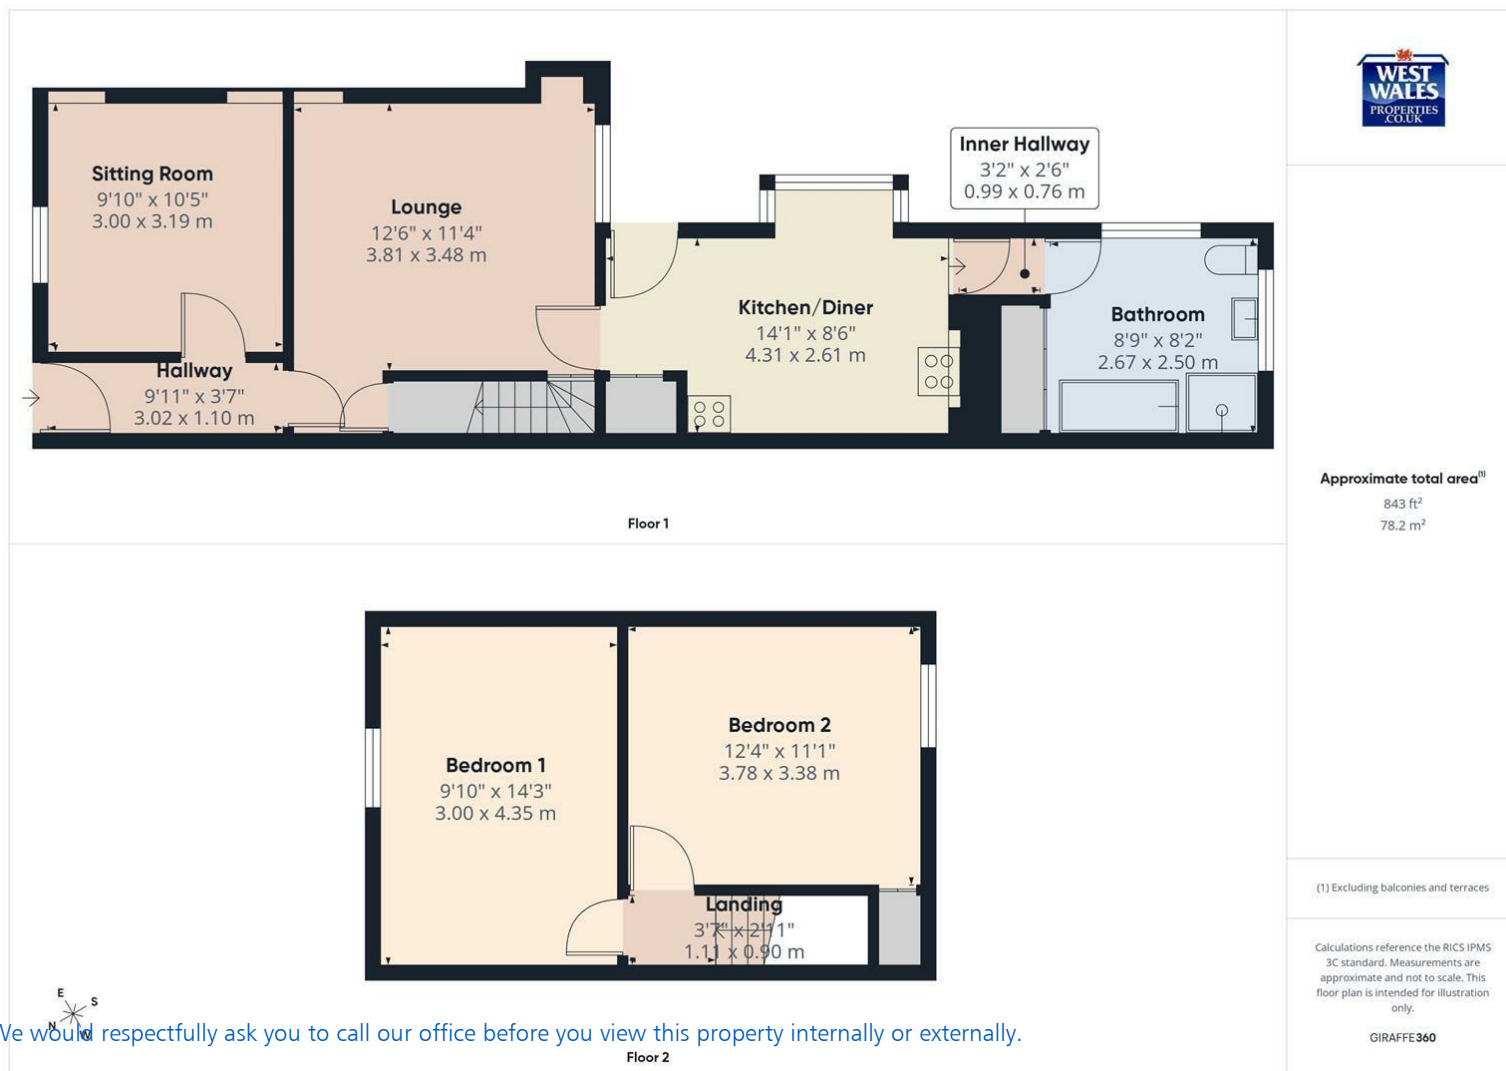 Sitting Room
9'10" x 10'5"
3.00 x 3.19 m
Lounge
12'6" x 11'4"
3.81 x 3.48 m
Inner Hallway
3'2" x 2'6"
0.99 x 0.76 m
Kitchen/Diner
14'1" x 8'6"
4.31 x 2.61 m
Bathroom
8'9" x 8'2"
2.67 x 2.50 m
Hallway
9'11" x 3'7"
3.02 x 1.10 m
Floor 1
Bedroom 1
9'10" x 14'3"
3.00 x 4.35 m
Bedroom 2
12'4" x 11'1"
3.78 x 3.38 m
Landing
3'7" x 2'11"
1.11 x 0.90 m
E
S
N
W
We would respectfully ask you to call our office before you view this property internally or externally.
Floor 2
WEST
WALES
PROPERTIES
.CO.UK
Approximate total area(1)
843 ft²
78.2 m²
(1) Excluding balconies and terraces
Calculations reference the RICS IPMS
3C standard. Measurements are
approximate and not to scale. This
floor plan is intended for illustration
only.
GIRAFFE360